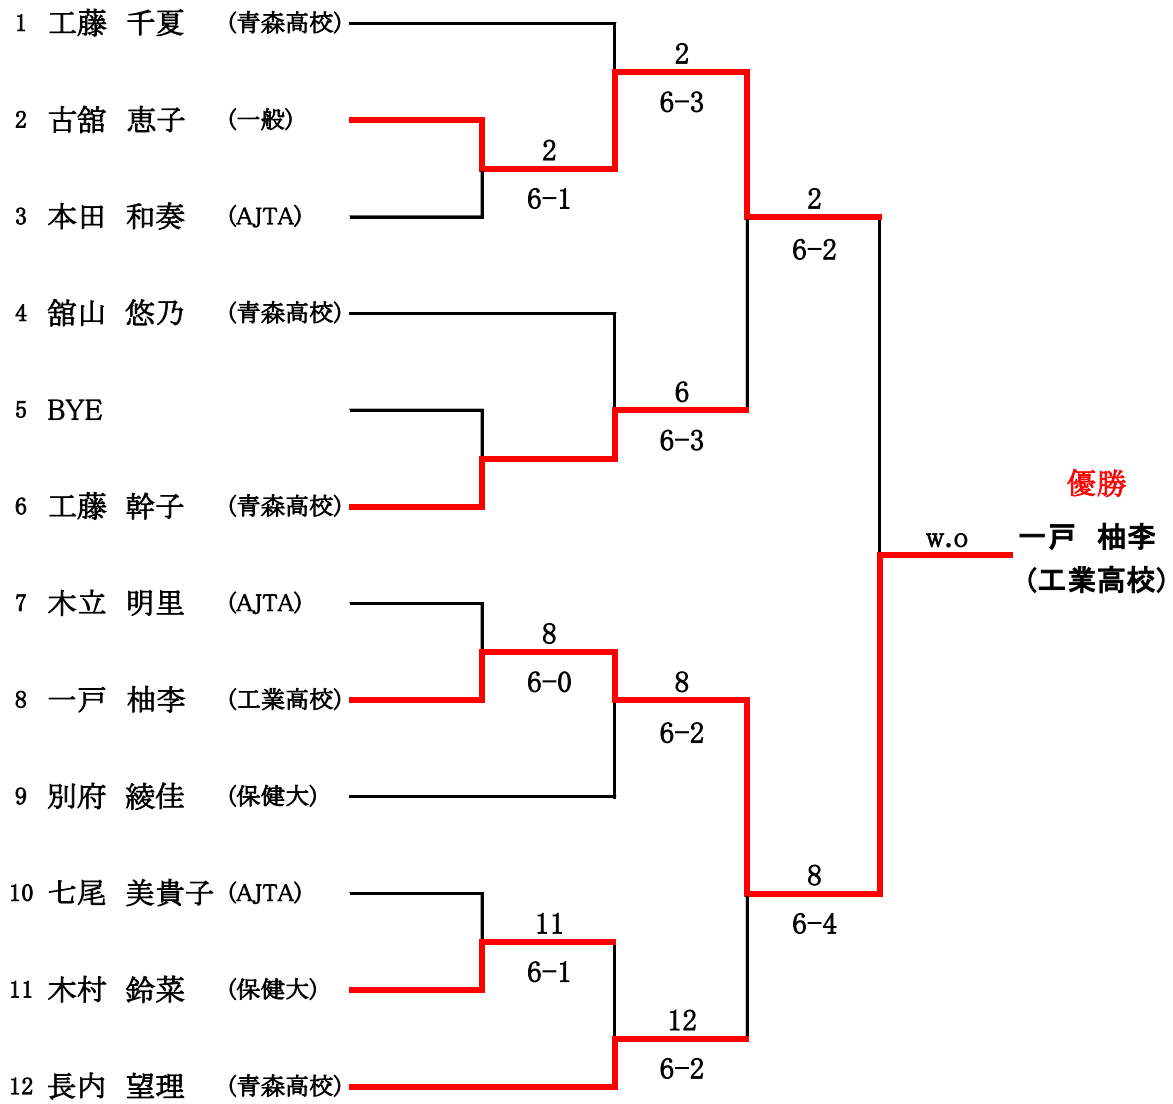 1 工藤 千夏 (青森高校)
2
6-3
2 古舘 恵子 (一般)
2
6-1
3 本田 和奏 (AJTA)
2
6-2
4 舘山 悠乃 (青森高校)
6
6-3
5 BYE
6 工藤 幹子 (青森高校)
優勝
w.o
一戸 柚李
(工業高校)
7 木立 明里 (AJTA)
8
6-0
8 一戸 柚李 (工業高校)
8
6-2
9 別府 綾佳 (保健大)
8
6-4
10 七尾 美貴子 (AJTA)
11
6-1
11 木村 鈴菜 (保健大)
12
6-2
12 長内 望理 (青森高校)